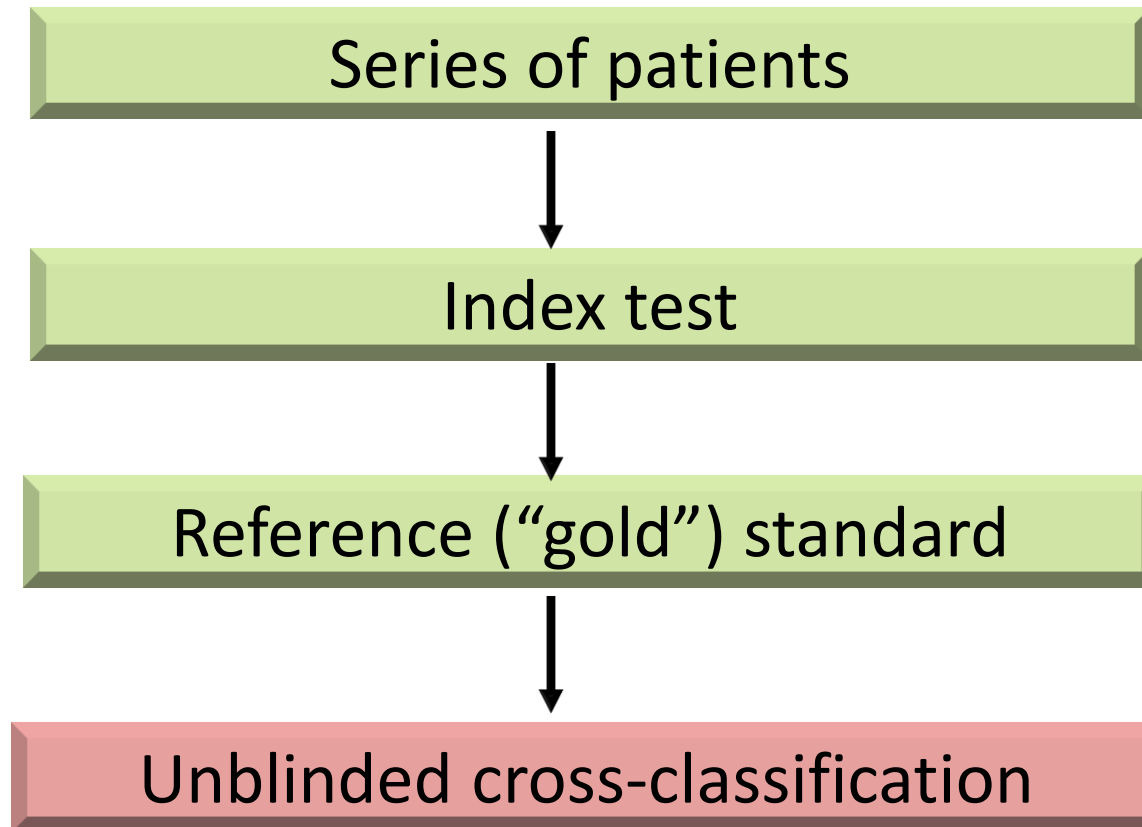 Series of patients
Index test
Reference (“gold”) standard
Unblinded cross-classification